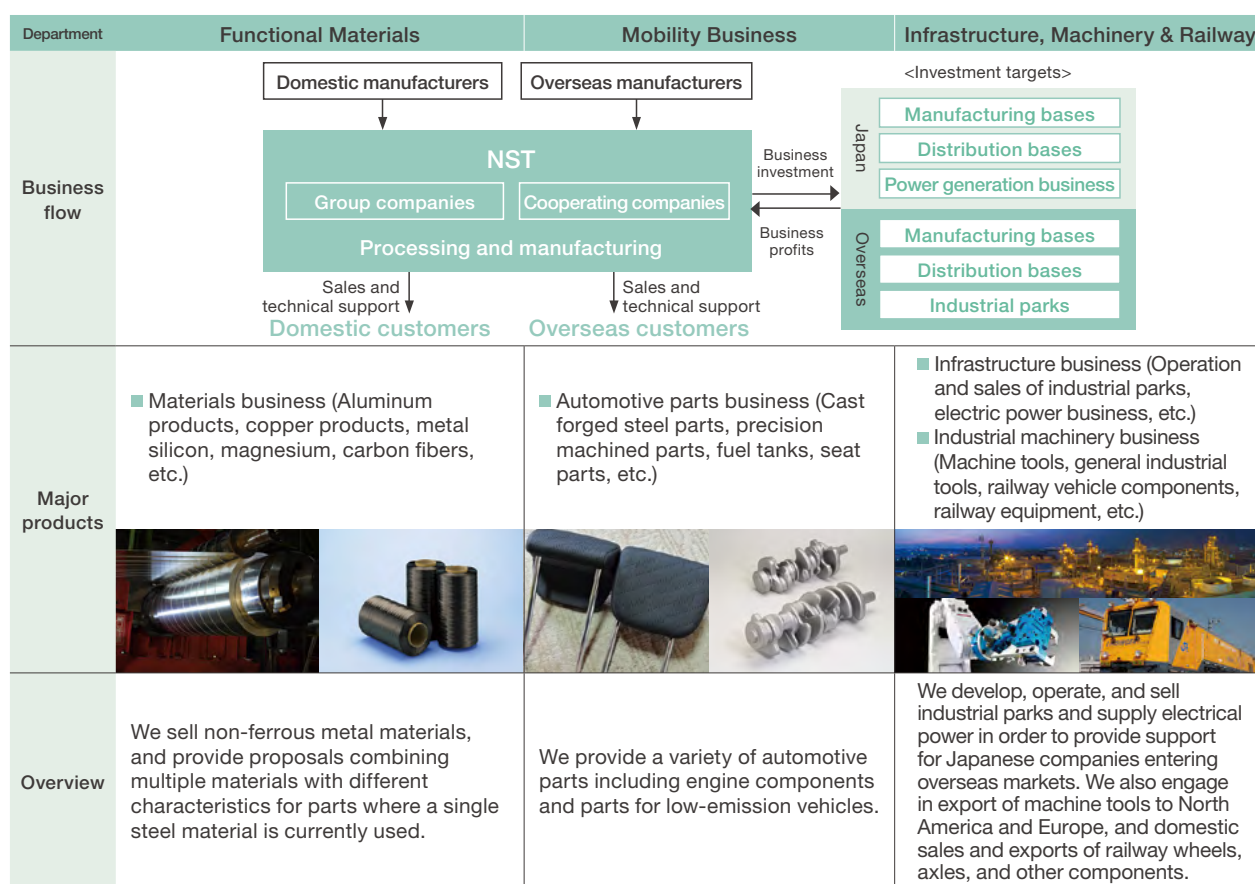 Department
Functional Materials
Mobility Business
Infrastructure, Machinery & Railway
Business
flow
Domestic manufacturers
Overseas manufacturers
NST
Group companies
Cooperating companies
Processing and manufacturing
Sales and
technical support
Domestic customers
Sales and
technical support
Overseas customers
Business
investment
Business
profits
<Investment targets>
Japan
Manufacturing bases
Distribution bases
Power generation business
Overseas
Manufacturing bases
Distribution bases
Industrial parks
Major
products
Materials business (Aluminum
products, copper products, metal
silicon, magnesium, carbon fibers,
etc.)
Automotive parts business (Cast
forged steel parts, precision
machined parts, fuel tanks, seat
parts, etc.)
Infrastructure business (Operation
and sales of industrial parks,
electric power business, etc.)
Industrial machinery business
(Machine tools, general industrial
tools, railway vehicle components,
railway equipment, etc.)
Overview
We sell non-ferrous metal materials,
and provide proposals combining
multiple materials with different
characteristics for parts where a single
steel material is currently used.
We provide a variety of automotive
parts including engine components
and parts for low-emission vehicles.
We develop, operate, and sell
industrial parks and supply electrical
power in order to provide support
for Japanese companies entering
overseas markets. We also engage
in export of machine tools to North
America and Europe, and domestic
sales and exports of railway wheels,
axles, and other components.